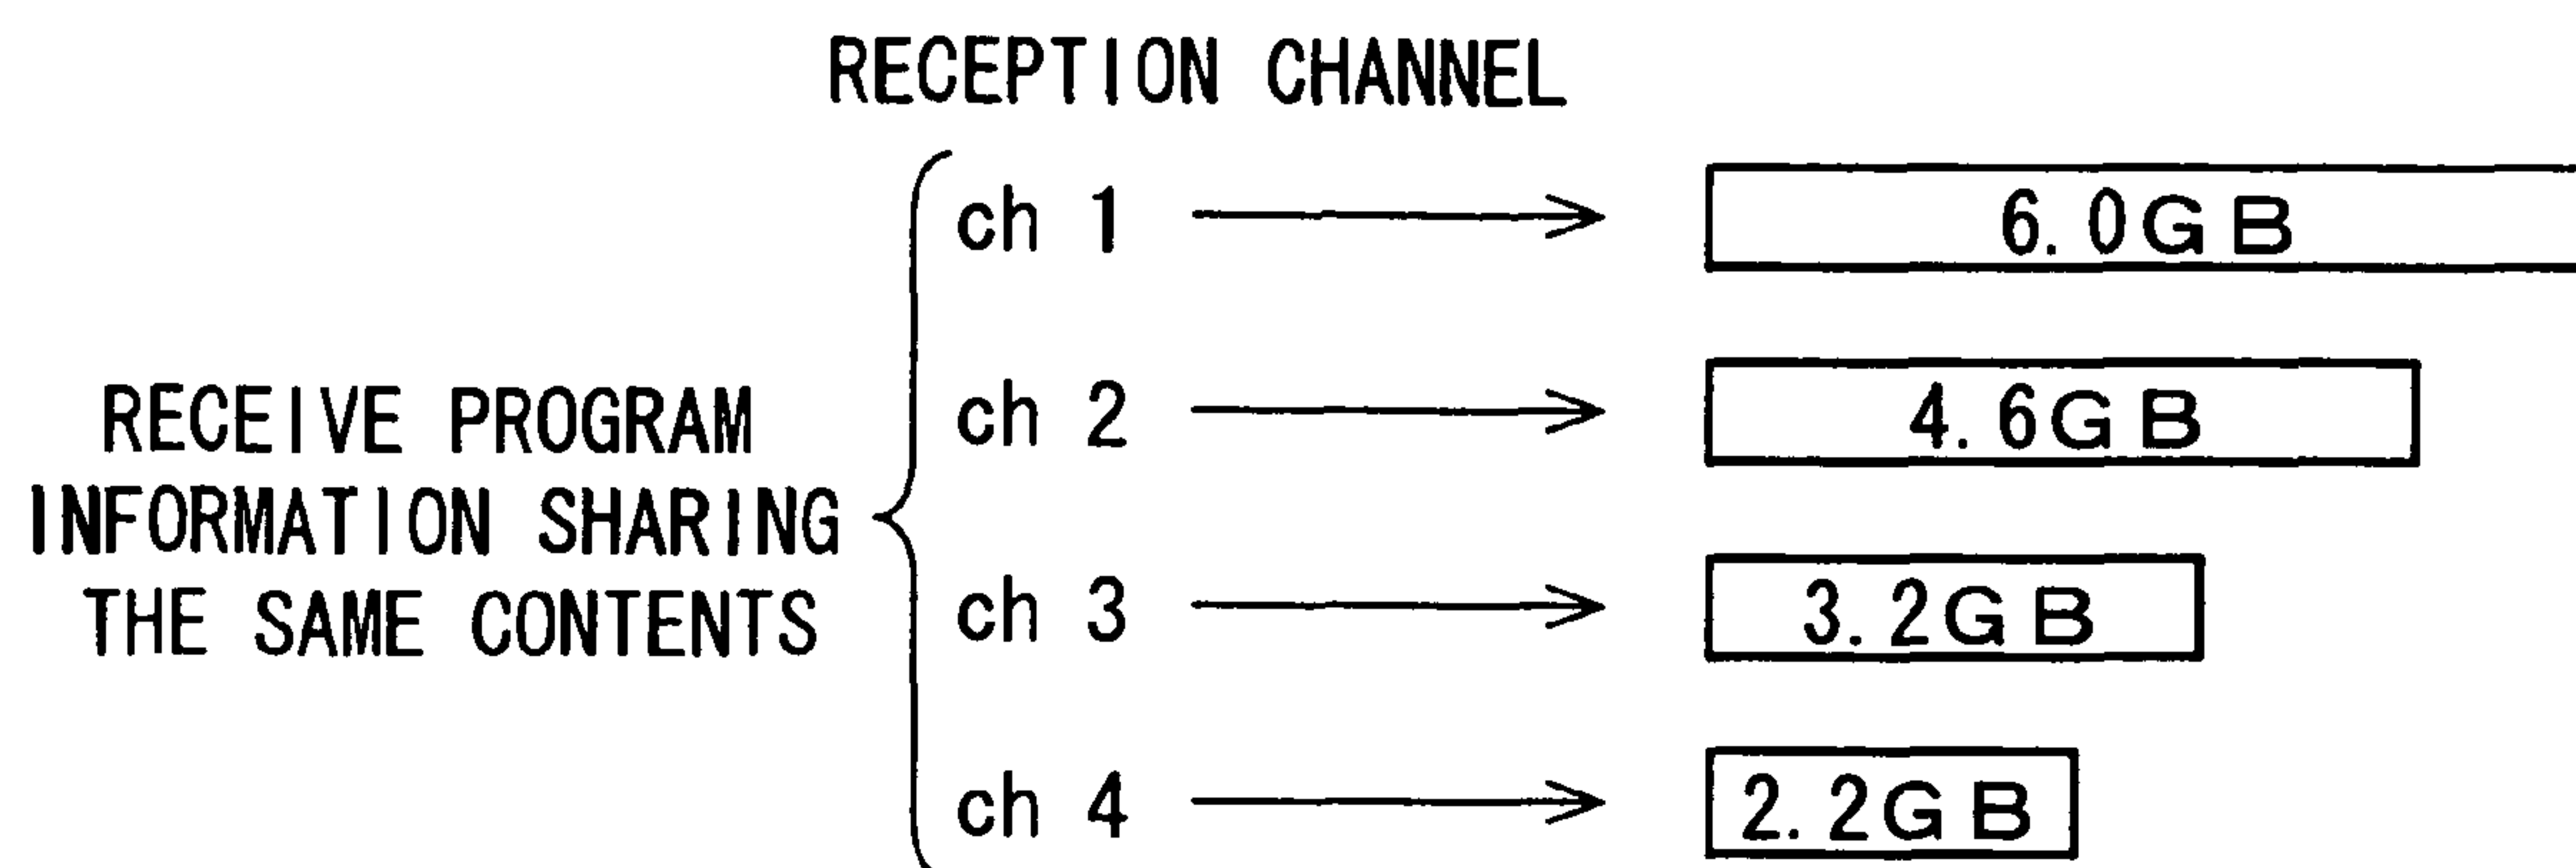 RECEPTION CHANNEL
ch 1 6.0GB
ch 2 4.6GB
RECEIVE PROGRAM
INFORMATION SHARING
THE SAME CONTENTS
ch 3 3.2GB
ch 4 2.2GB